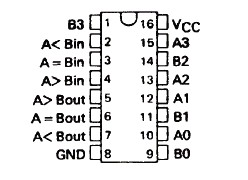 B3 1 16 VCC
A< Bin 2 15 A3
A = Bin 3 14 B2
A> Bin 4 13 A2
A> Bout 5 12 A1
A = Bout 6 11 B1
A< Bout 7 10 A0
GND 8 9 B0